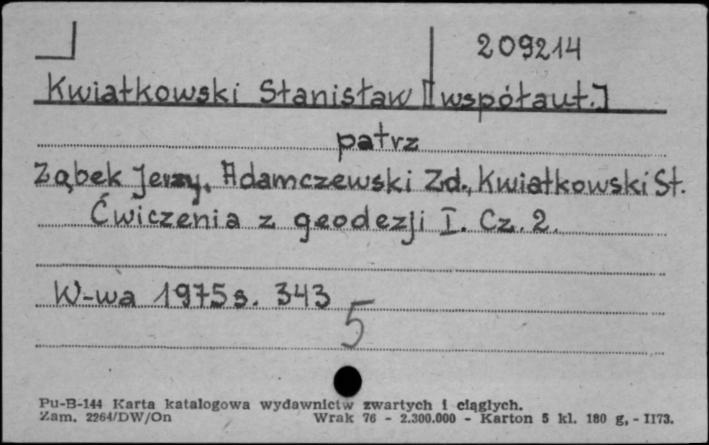 209214
Kwiatkowski Stanisław [współaut.]
patrz
Ząbek Jerzy, Adamczewski Zd., Kwiatkowski St.
Ćwiczenia z geodezji I. Cz. 2.
W-wa 1975 s. 343
5
Pu-B-144 Karta katalogowa wydawnictw zwartych i ciągłych.
Zam. 2264/DW/On Wrak 76 - 2.300.000 - Karton 5 kl. 180 g, - II73.